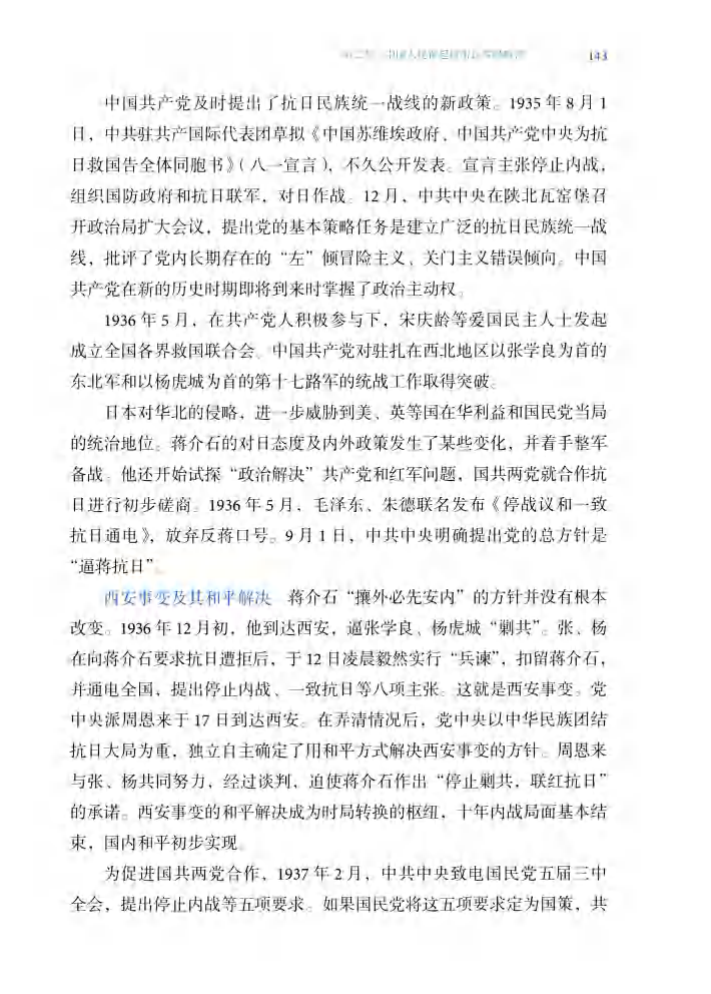 143
中国共产党及时提出了抗日民族统一战线的新政策。1935 年 8 月 1
日，中共驻共产国际代表团草拟《中国苏维埃政府、中国共产党中央为抗
日救国告全体同胞书》（八一宣言），不久公开发表。宣言主张停止内战，
组织国防政府和抗日联军，对日作战。12 月，中共中央在陕北瓦窑堡召
开政治局扩大会议，提出党的基本策略任务是建立广泛的抗日民族统一战
线，批评了党内长期存在的“左”倾冒险主义、关门主义错误倾向。中国
共产党在新的历史时期即将到来时掌握了政治主动权。
1936 年 5 月，在共产党人积极参与下，宋庆龄等爱国民主人士发起
成立全国各界救国联合会。中国共产党对驻扎在西北地区以张学良为首的
东北军和以杨虎城为首的第十七路军的统战工作取得突破。
日本对华北的侵略，进一步威胁到美、英等国在华利益和国民党当局
的统治地位。蒋介石的对日态度及内外政策发生了某些变化，并着手整军
备战。他还开始试探“政治解决”共产党和红军问题，国共两党就合作抗
日进行初步磋商。1936 年 5 月，毛泽东、朱德联名发布《停战议和一致
抗日通电》，放弃反蒋口号。9 月 1 日，中共中央明确提出党的总方针是
“逼蒋抗日”。
西安事变及其和平解决 蒋介石“攘外必先安内”的方针并没有根本
改变。1936 年 12 月初，他到达西安，逼张学良、杨虎城“剿共”。张、杨
在向蒋介石要求抗日遭拒后，于 12 日凌晨毅然实行“兵谏”，扣留蒋介石，
并通电全国，提出停止内战、一致抗日等八项主张。这就是西安事变。党
中央派周恩来于 17 日到达西安。在弄清情况后，党中央以中华民族团结
抗日大局为重，独立自主确定了用和平方式解决西安事变的方针。周恩来
与张、杨共同努力，经过谈判，迫使蒋介石作出“停止剿共，联红抗日”
的承诺。西安事变的和平解决成为时局转换的枢纽，十年内战局面基本结
束，国内和平初步实现。
为促进国共两党合作，1937 年 2 月，中共中央致电国民党五届三中
全会，提出停止内战等五项要求。如果国民党将这五项要求定为国策，共